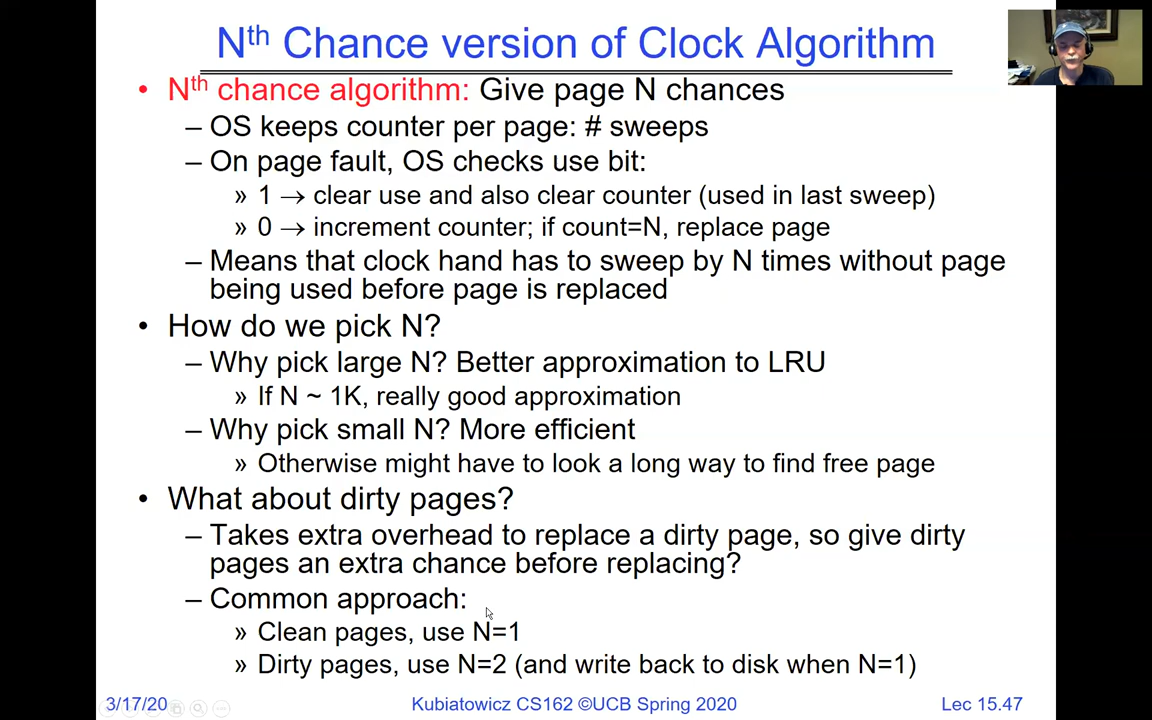 Nth Chance version of Clock Algorithm
• Nth chance algorithm: Give page N chances
– OS keeps counter per page: # sweeps
– On page fault, OS checks use bit:
» 1 → clear use and also clear counter (used in last sweep)
» 0 → increment counter; if count=N, replace page
– Means that clock hand has to sweep by N times without page
being used before page is replaced
• How do we pick N?
– Why pick large N? Better approximation to LRU
» If N ~ 1K, really good approximation
– Why pick small N? More efficient
» Otherwise might have to look a long way to find free page
• What about dirty pages?
– Takes extra overhead to replace a dirty page, so give dirty
pages an extra chance before replacing?
– Common approach:
» Clean pages, use N=1
» Dirty pages, use N=2 (and write back to disk when N=1)
3/17/20 Kubiatowicz CS162 ©UCB Spring 2020 Lec 15.47